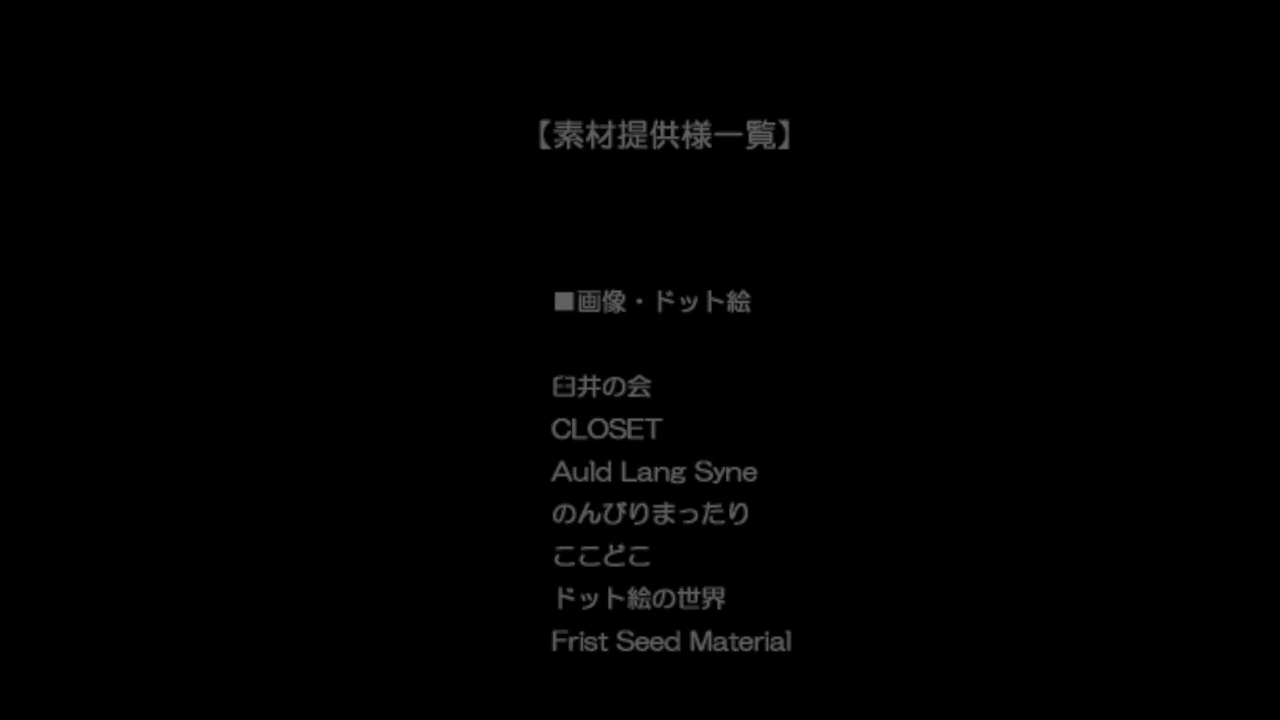 【素材提供様一覧】
■画像・ドット絵
臼井の会
CLOSET
Auld Lang Syne
のんびりまったり
ここどこ
ドット絵の世界
Frist Seed Material